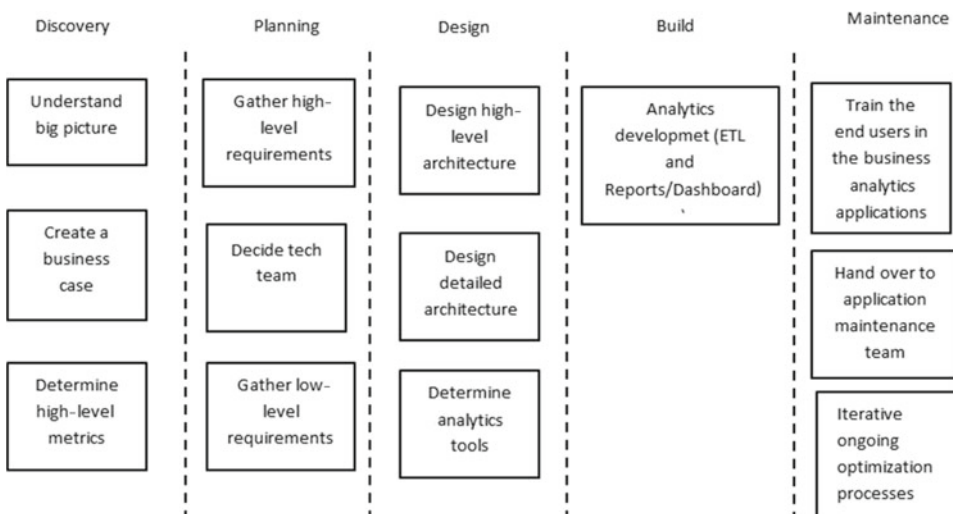 Discovery
Planning
Design
Build
Maintenance
Understand
big picture
Create a
business
case
Determine
high-level
metrics
Gather high-
level
requirements
Decide tech
team
Gather low-
level
requirements
Design high-
level
architecture
Design
detailed
architecture
Determine
analytics
tools
Analytics
developmet (ETL
and
Reports/Dashboard)
Train the
end users in
the business
analytics
applications
Hand over to
application
maintenance
team
Iterative
ongoing
optimization
processes